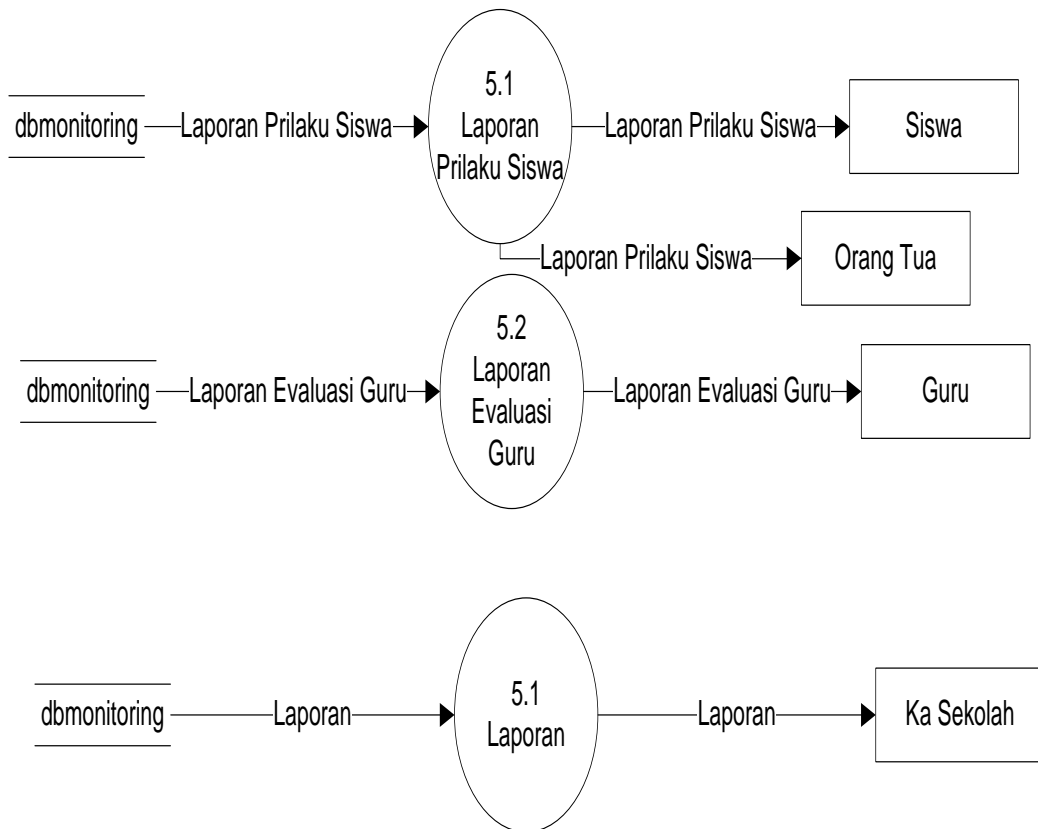 5.1
Laporan
Prilaku Siswa
dbmonitoring
Laporan Prilaku Siswa
Laporan Prilaku Siswa
Siswa
Laporan Prilaku Siswa
Orang Tua
5.2
Laporan
Evaluasi
Guru
dbmonitoring
Laporan Evaluasi Guru
Laporan Evaluasi Guru
Guru
5.1
Laporan
dbmonitoring
Laporan
Laporan
Ka Sekolah